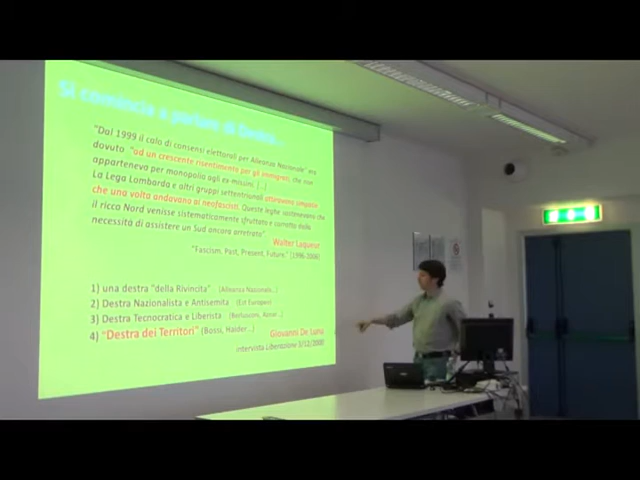 Si comincia a parlare di Destra...
"Dal 1999 il calo di consensi elettorali per Alleanza Nazionale" era
dovuto "ad un crescente risentimento per gli immigrati, che non
apparteneva per monopolio agli ex missini. [...]
La Lega Lombarda e altri gruppi settentrionali attiravano simpatie
che una volta andavano ai neofascisti. Queste leghe sostenevano che
il ricco Nord venisse sistematicamente sfruttato e corrotto dalla
necessità di assistere un Sud ancora arretrato".
Walter Laqueur
"Fascism. Past, Present, Future." (1996-2008)
1) una destra "della Rivincita" (Alleanza Nazionale...)
2) Destra Nazionalista e Antisemita (Est Europa)
3) Destra Tecnocratica e Liberista (Berlusconi, Aznar...)
4) "Destra dei Territori" (Bossi, Haider...)
Giovanni De Luna
intervista Liberazione 3/12/2008